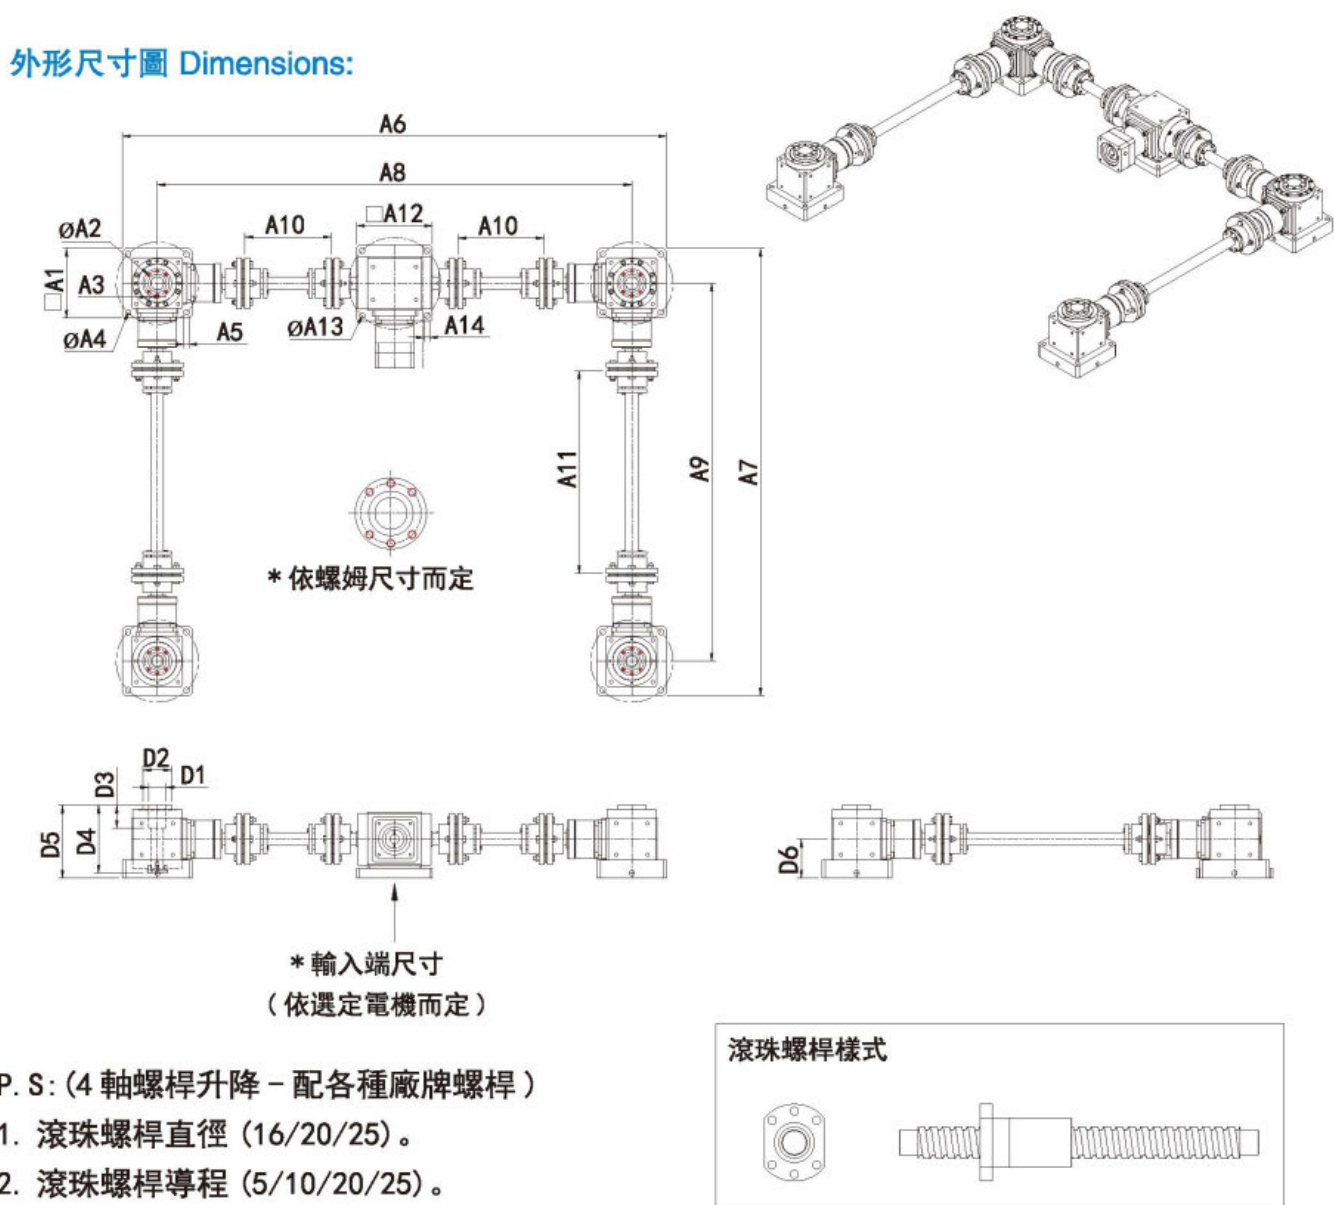 外形尺寸圖 Dimensions:
A6
A8
□A12
A10
A10
ØA2
□A1
A3
ØA4
A5
ØA13
A14
A11
A9
A7
*依螺姆尺寸而定
D2
D1
D3
D4
D5
D6
*輸入端尺寸
(依選定電機而定)
P.S:(4軸螺桿升降-配各種廠牌螺桿)
1. 滾珠螺桿直徑 (16/20/25)。
2. 滾珠螺桿導程 (5/10/20/25)。
滾珠螺桿樣式